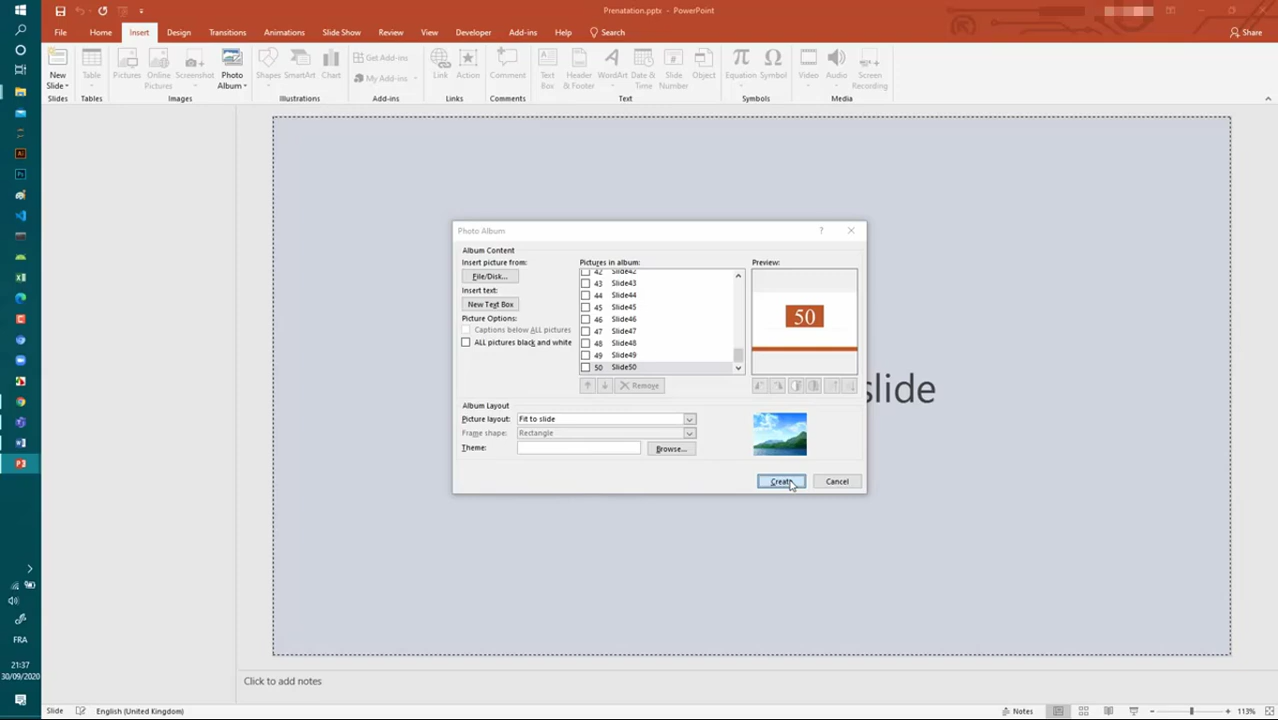 Prenatation.pptx - PowerPoint
File Home Insert Design Transitions Animations Slide Show Review View Developer Add-ins Help Search Share
New Slide Table Pictures Online Pictures Screenshot Photo Album Shapes SmartArt Chart Get Add-ins My Add-ins Link Action Comment Text Box Header & Footer WordArt Date & Time Slide Number Object Equation Symbol Video Audio Screen Recording
Slides Tables Images Illustrations Add-ins Links Comments Text Symbols Media
Photo Album ?
Album Content
Insert picture from: Pictures in album: Preview:
File/Disk...
Insert text:
New Text Box
Picture Options:
Captions below ALL pictures
ALL pictures black and white
42 Slide42
43 Slide43
44 Slide44
45 Slide45
46 Slide46
47 Slide47
48 Slide48
49 Slide49
50 Slide50
50
Remove
Album Layout
Picture layout: Fit to slide
Frame shape: Rectangle
Theme: Browse...
Create Cancel
slide
Click to add notes
FRA
21:37
30/09/2020
Slide English (United Kingdom) Notes 113%